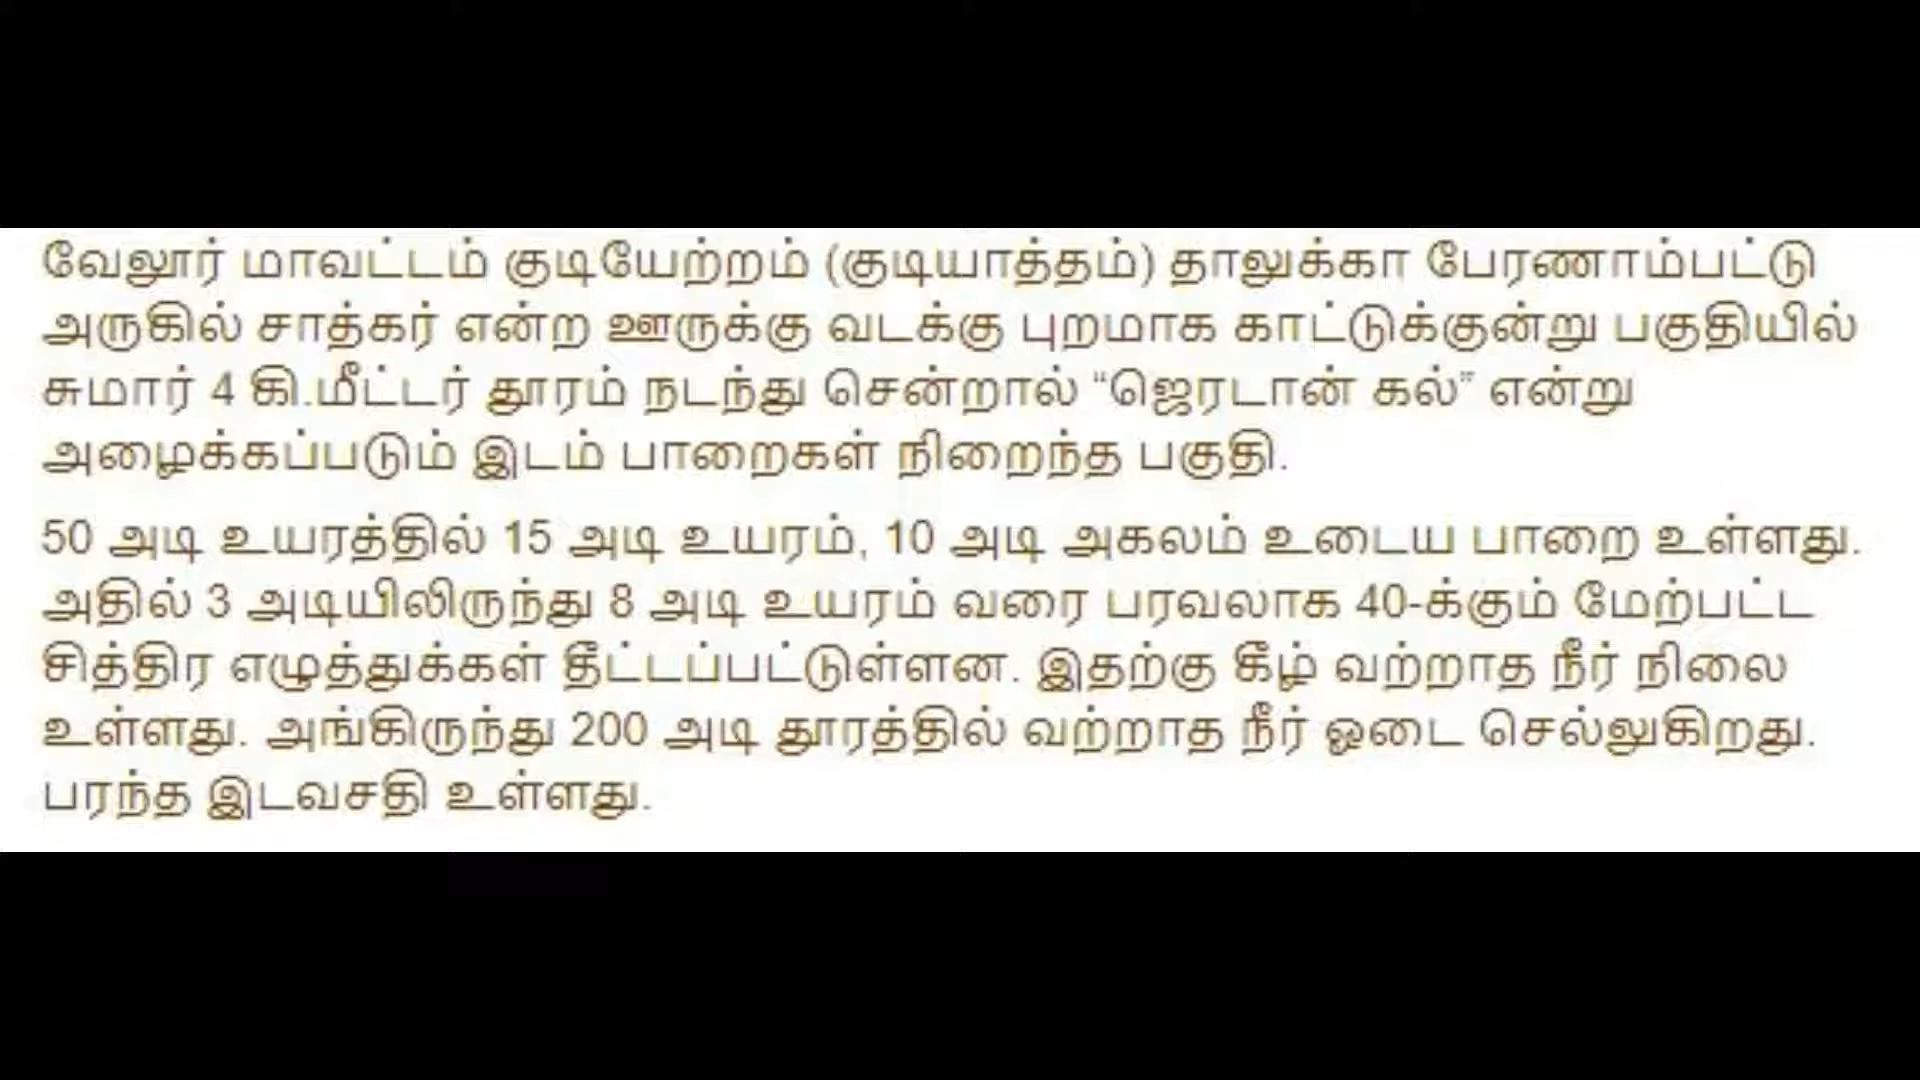 வேலூர் மாவட்டம் குடியேற்றம் (குடியாத்தம்) தாலுக்கா பேரணாம்பட்டு
அருகில் சாத்கர் என்ற ஊருக்கு வடக்கு புறமாக காட்டுக்குன்று பகுதியில்
சுமார் 4 கி.மீட்டர் தூரம் நடந்து சென்றால் “ஜெரடான் கல்” என்று
அழைக்கப்படும் இடம் பாறைகள் நிறைந்த பகுதி.
50 அடி உயரத்தில் 15 அடி உயரம், 10 அடி அகலம் உடைய பாறை உள்ளது.
அதில் 3 அடியிலிருந்து 8 அடி உயரம் வரை பரவலாக 40-க்கும் மேற்பட்ட
சித்திர எழுத்துக்கள் தீட்டப்பட்டுள்ளன. இதற்கு கீழ் வற்றாத நீர் நிலை
உள்ளது. அங்கிருந்து 200 அடி தூரத்தில் வற்றாத நீர் ஓடை செல்லுகிறது.
பரந்த இடவசதி உள்ளது.